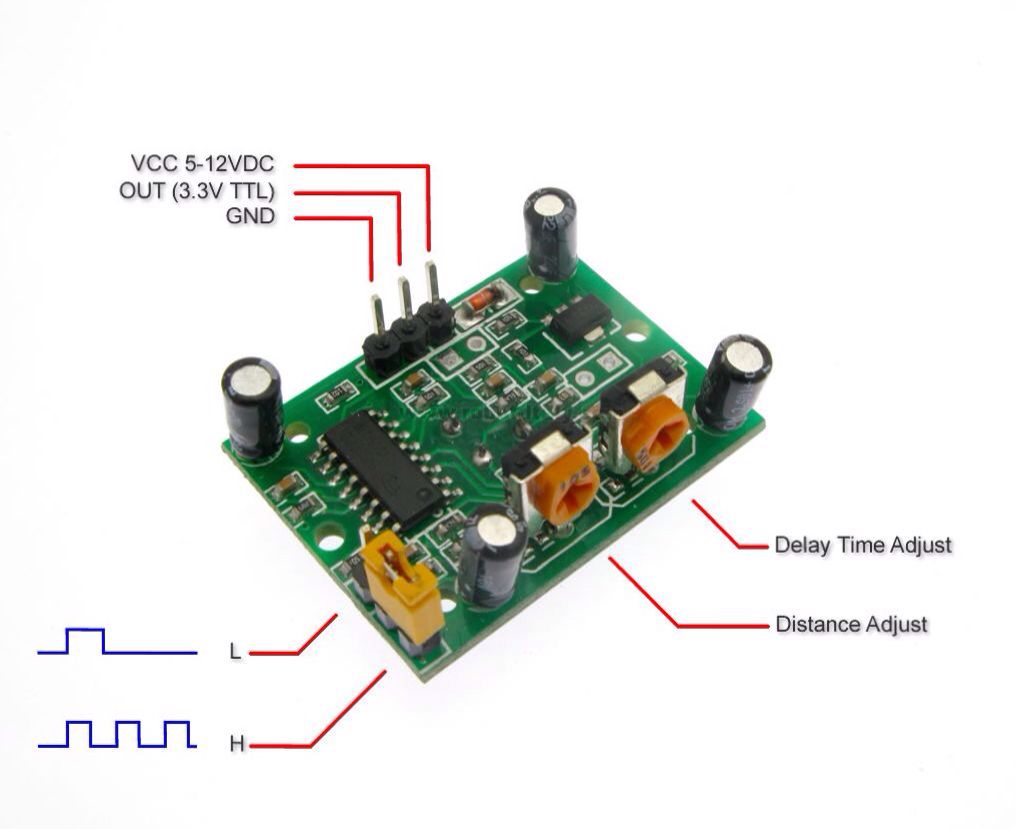 VCC 5-12VDC
OUT (3.3V TTL)
GND
Delay Time Adjust
Distance Adjust
L
H